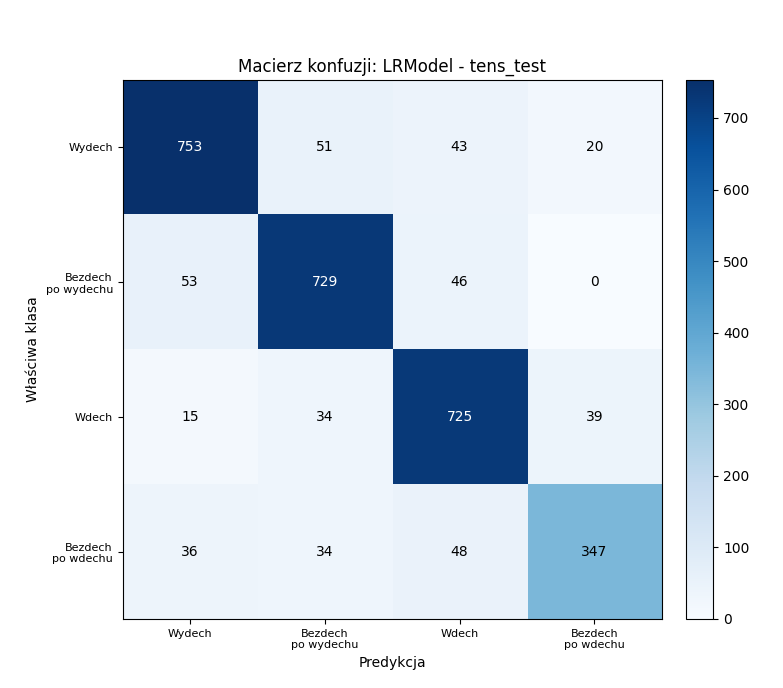 Macierz konfuzji: LRModel - tens_test
Właściwa klasa
Wydech
753 51 43 20
Bezdech
po wydechu
53 729 46 0
Wdech
15 34 725 39
Bezdech
po wdechu
36 34 48 347
Wydech
Bezdech
po wydechu
Wdech
Bezdech
po wdechu
Predykcja
700
600
500
400
300
200
100
0